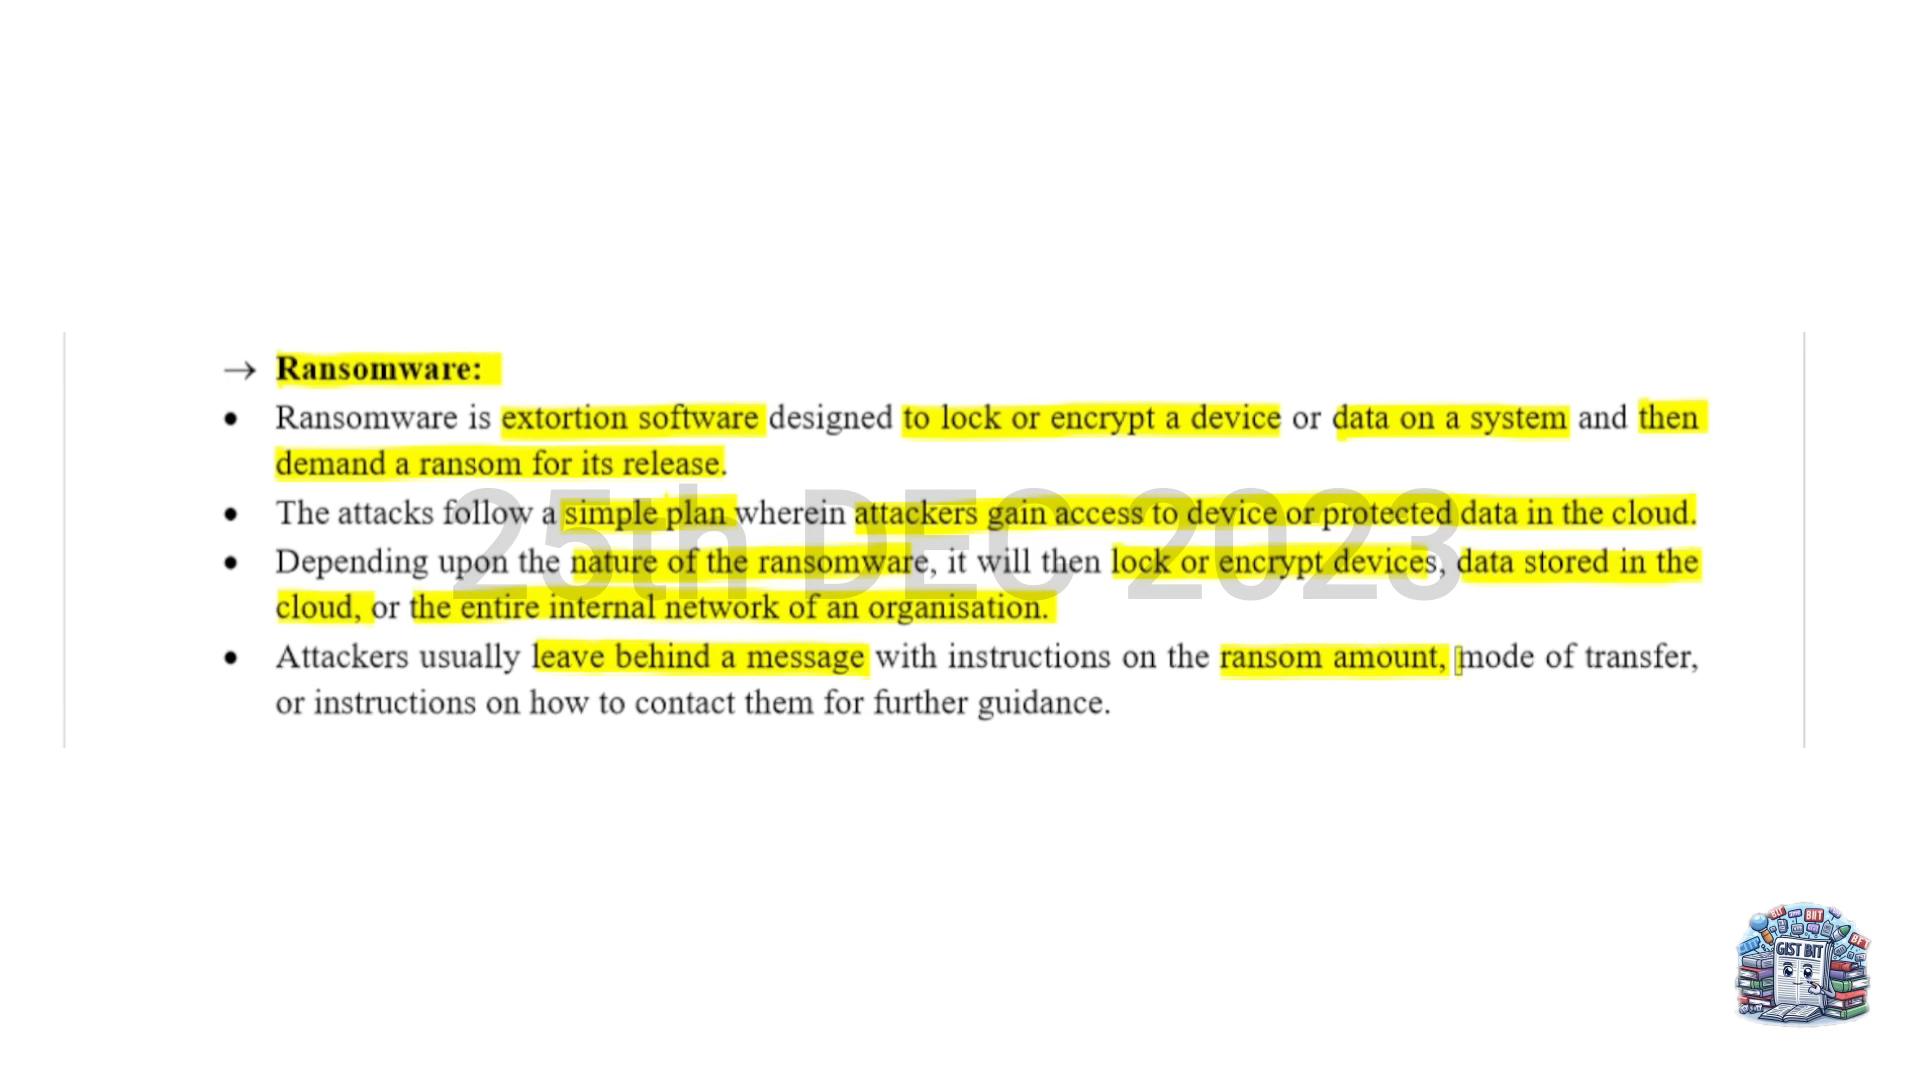 → Ransomware:
• Ransomware is extortion software designed to lock or encrypt a device or data on a system and then
demand a ransom for its release.
• The attacks follow a simple plan wherein attackers gain access to device or protected data in the cloud.
25th DEC 2023
• Depending upon the nature of the ransomware, it will then lock or encrypt devices, data stored in the
cloud, or the entire internal network of an organisation.
• Attackers usually leave behind a message with instructions on the ransom amount, mode of transfer,
or instructions on how to contact them for further guidance.
GIST BIT